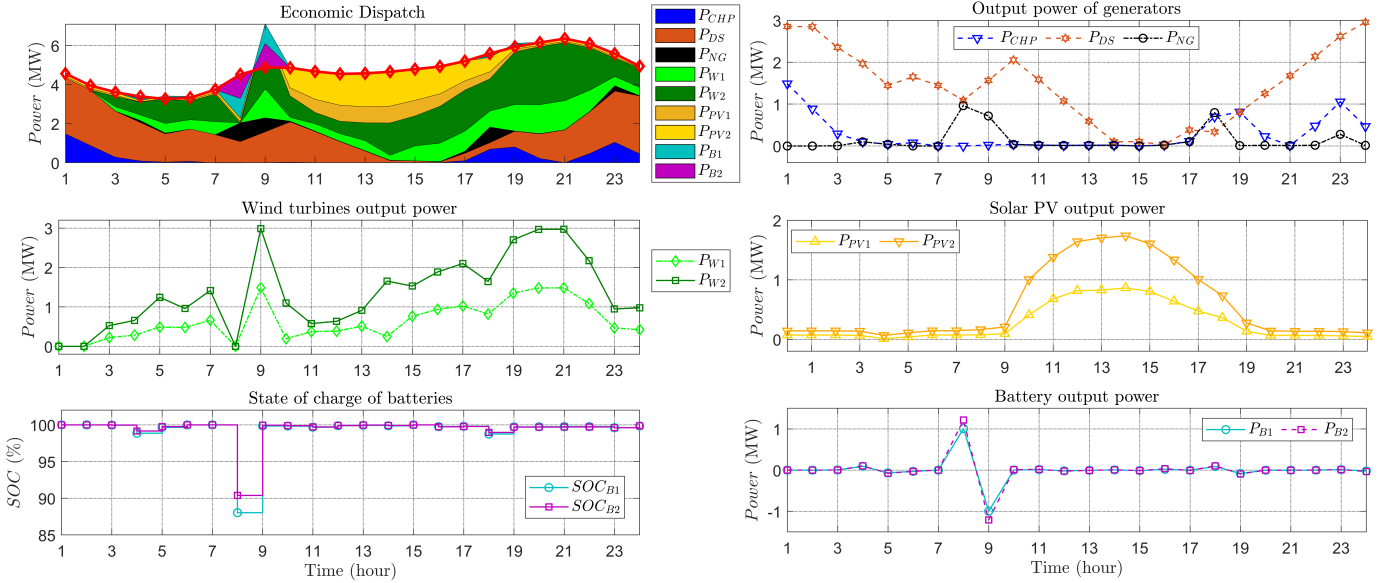 Economic Dispatch
Power (MW)
6
4
2
0
1 3 5 7 9 11 13 15 17 19 21 23
P_CHP
P_DS
P_NG
P_W1
P_W2
P_PV1
P_PV2
P_B1
P_B2
Output power of generators
Power (MW)
3
2
1
0
P_CHP P_DS P_NG
1 3 5 7 9 11 13 15 17 19 21 23
Wind turbines output power
Power (MW)
3
2
1
0
1 3 5 7 9 11 13 15 17 19 21 23
P_W1
P_W2
Solar PV output power
Power (MW)
2
1
0
P_PV1 P_PV2
1 3 5 7 9 11 13 15 17 19 21 23
State of charge of batteries
SOC (%)
100
95
90
85
SOC_B1
SOC_B2
1 3 5 7 9 11 13 15 17 19 21 23
Time (hour)
Battery output power
Power (MW)
1
0
-1
P_B1 P_B2
1 3 5 7 9 11 13 15 17 19 21 23
Time (hour)